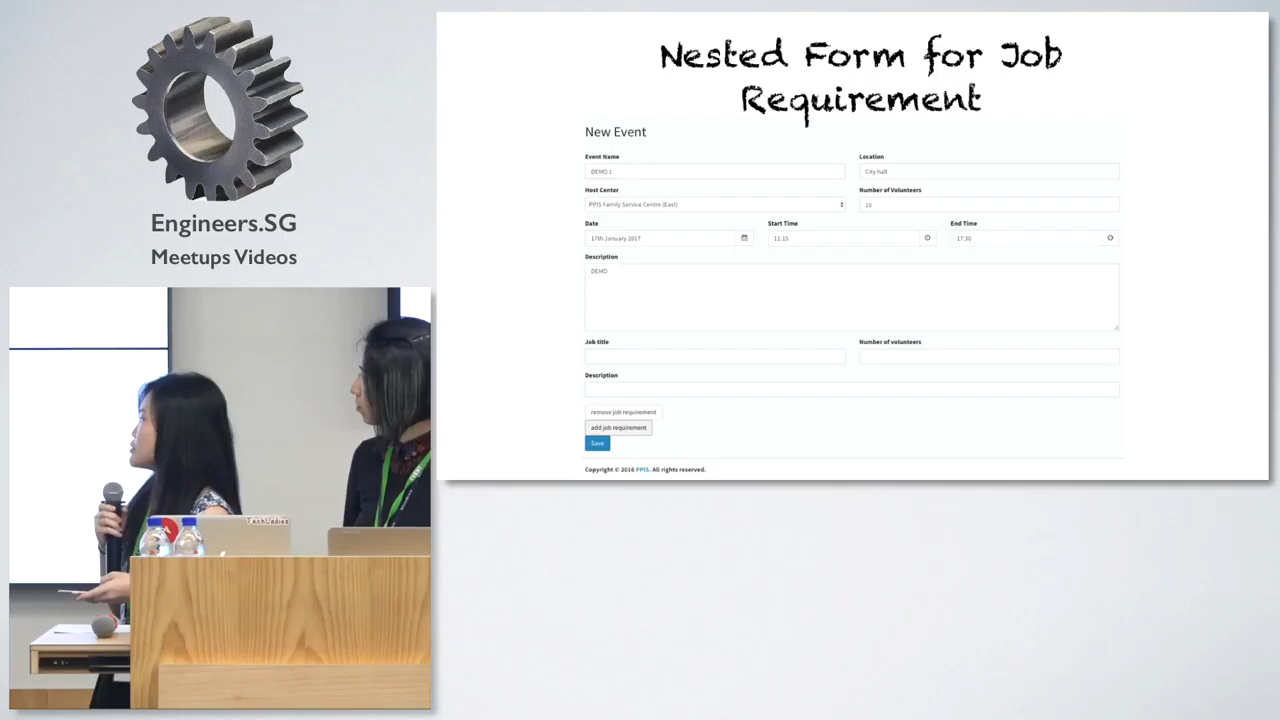 Engineers.SG
Meetups Videos
TechLadies
Nested Form for Job
Requirement
New Event
Event Name
Location
DEMO 1
City hall
Host Center
Number of Volunteers
PPIS Family Service Centre (East)
10
Date
Start Time
End Time
17th January 2017
11:15
17:30
Description
DEMO
Job title
Number of volunteers
Description
remove job requirement
add job requirement
Save
Copyright © 2016 PPIS. All rights reserved.